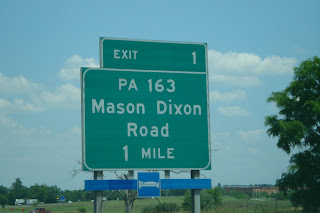 EXIT 1
PA 163
Mason Dixon
Road
1 MILE